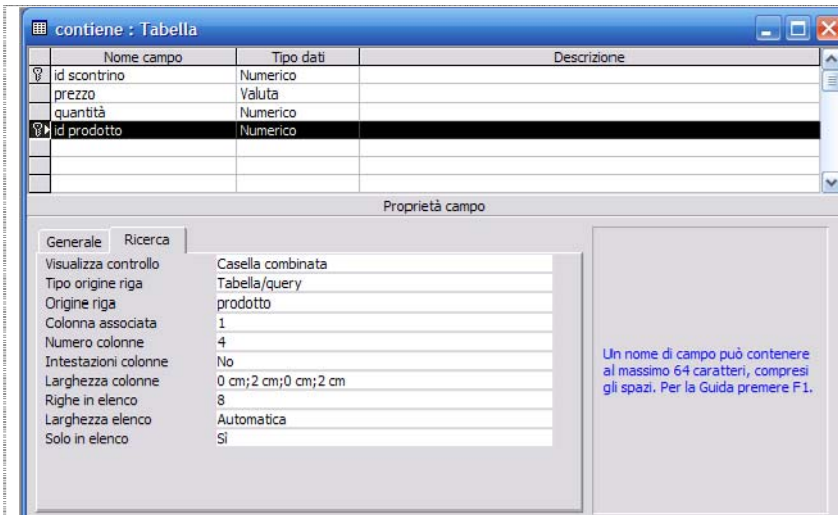 contiene : Tabella
Nome campo Tipo dati Descrizione
id scontrino Numerico
prezzo Valuta
quantità Numerico
id prodotto Numerico
Proprietà campo
Generale Ricerca
Visualizza controllo Casella combinata
Tipo origine riga Tabella/query
Origine riga prodotto
Colonna associata 1
Numero colonne 4
Intestazioni colonne No
Larghezza colonne 0 cm;2 cm;0 cm;2 cm
Righe in elenco 8
Larghezza elenco Automatica
Solo in elenco Sì
Un nome di campo può contenere
al massimo 64 caratteri, compresi
gli spazi. Per la Guida premere F1.